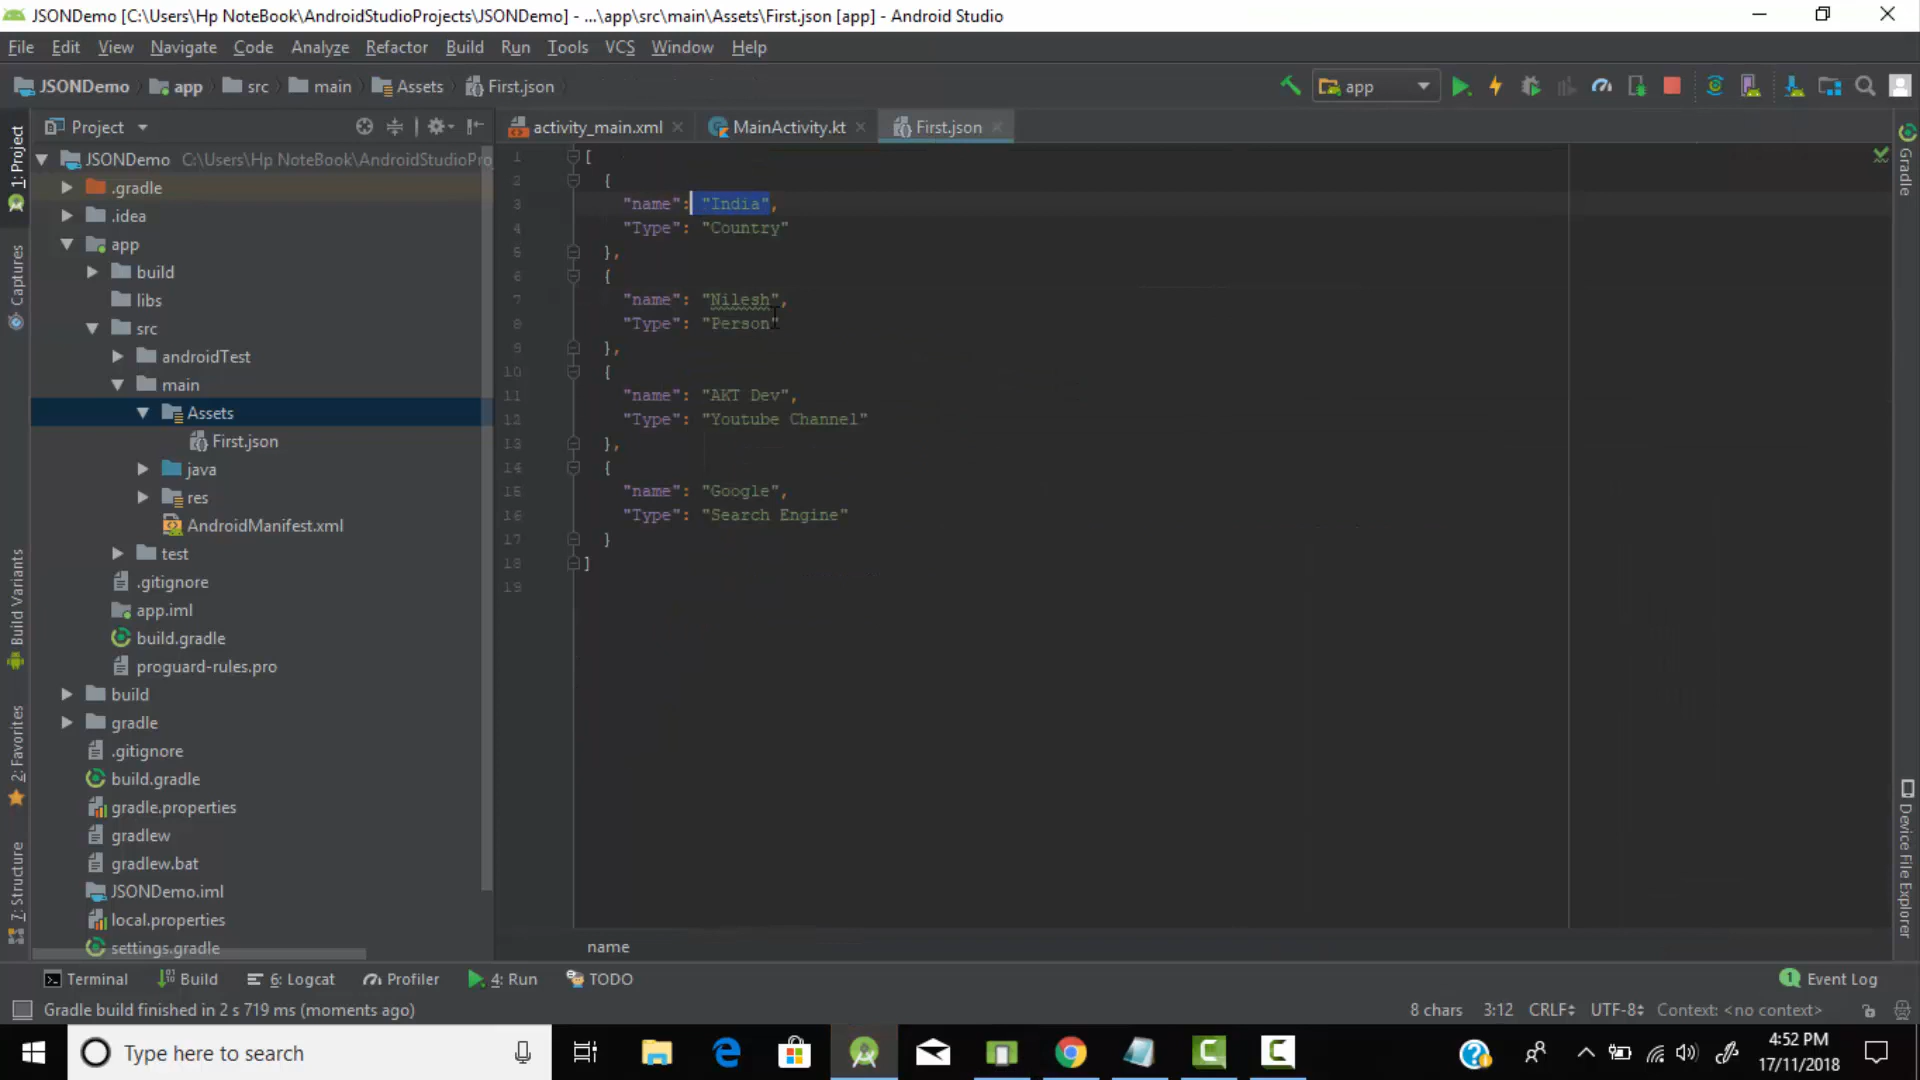 JSONDemo [C:\Users\Hp NoteBook\AndroidStudioProjects\JSONDemo] - ...\app\src\main\Assets\First.json [app] - Android Studio
File Edit View Navigate Code Analyze Refactor Build Run Tools VCS Window Help
JSONDemo app src main Assets First.json
app
Project
activity_main.xml MainActivity.kt First.json
JSONDemo C:\Users\Hp NoteBook\AndroidStudioPro
.gradle
.idea
app
build
libs
src
androidTest
main
Assets
First.json
java
res
AndroidManifest.xml
test
.gitignore
app.iml
build.gradle
proguard-rules.pro
build
gradle
.gitignore
build.gradle
gradle.properties
gradlew
gradlew.bat
JSONDemo.iml
local.properties
settings.gradle
1: Project
Captures
Build Variants
2: Favorites
7: Structure
1 [
2 {
3 "name": "India",
4 "Type": "Country"
5 },
6 {
7 "name": "Nilesh",
8 "Type": "Person"
9 },
10 {
11 "name": "AKT Dev",
12 "Type": "Youtube Channel"
13 },
14 {
15 "name": "Google",
16 "Type": "Search Engine"
17 }
18 ]
19
name
Gradle
Device File Explorer
Terminal Build 6: Logcat Profiler 4: Run TODO
1 Event Log
Gradle build finished in 2 s 719 ms (moments ago)
8 chars 3:12 CRLF UTF-8 Context: <no context>
Type here to search
4:52 PM
17/11/2018